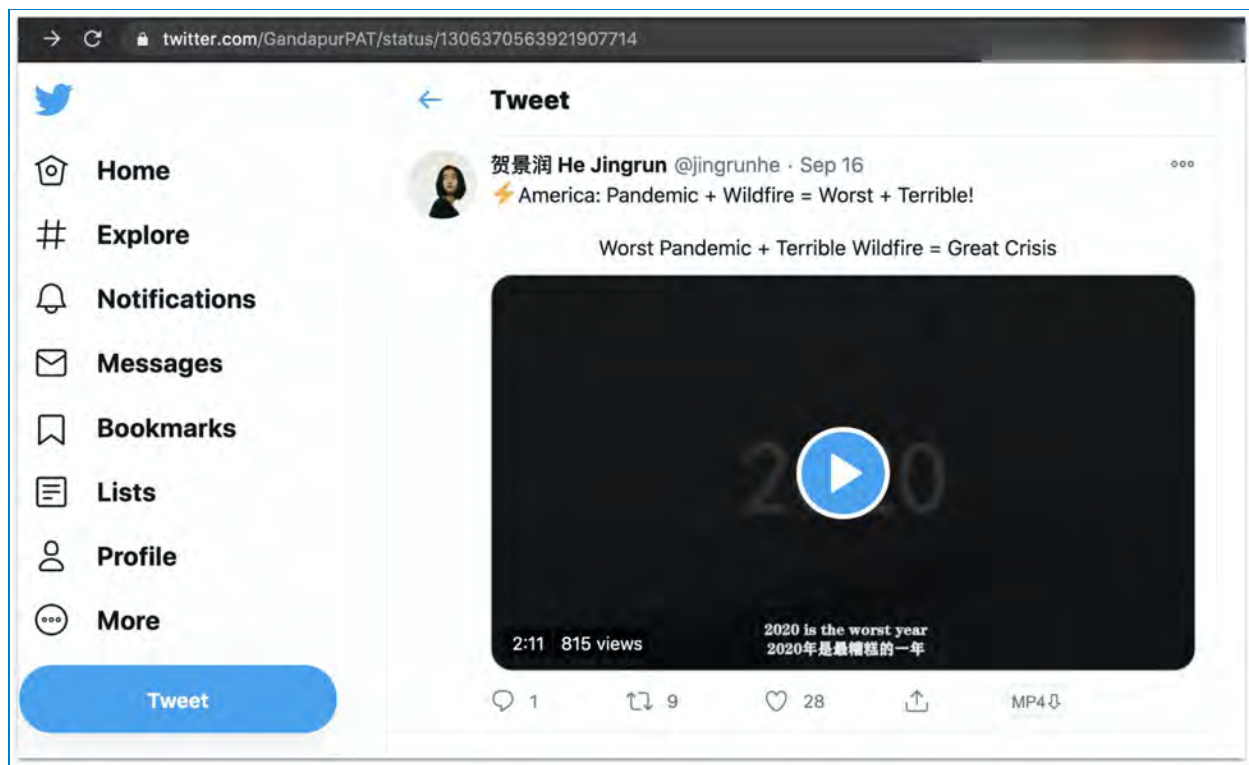 twitter.com/GandapurPAT/status/1306370563921907714
Tweet
Home
Explore
Notifications
Messages
Bookmarks
Lists
Profile
More
Tweet
贺景润 He Jingrun @jingrunhe · Sep 16
⚡America: Pandemic + Wildfire = Worst + Terrible!
Worst Pandemic + Terrible Wildfire = Great Crisis
2020
2020 is the worst year
2020年是最糟糕的一年
2:11 815 views
1 9 28 MP4